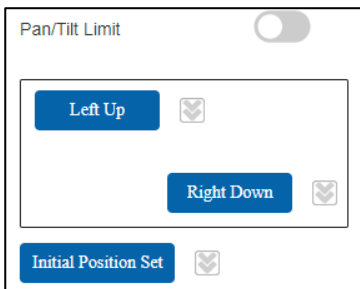 Pan/Tilt Limit
Left Up
Right Down
Initial Position Set